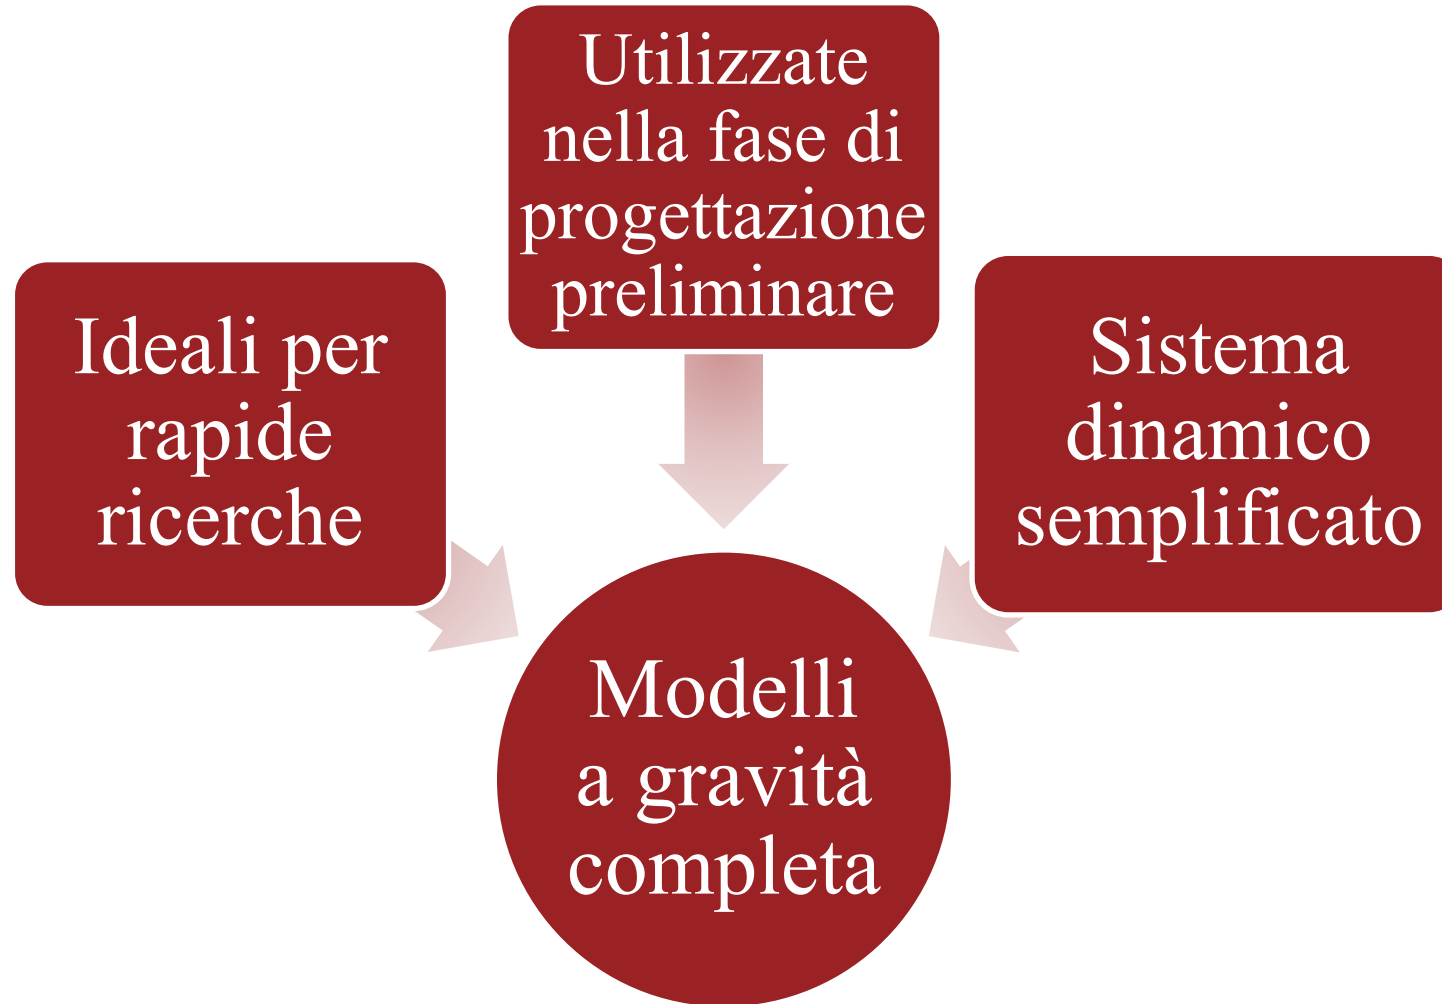 Utilizzate
nella fase di
progettazione
preliminare
Ideali per
rapide
ricerche
Sistema
dinamico
semplificato
Modelli
a gravità
completa